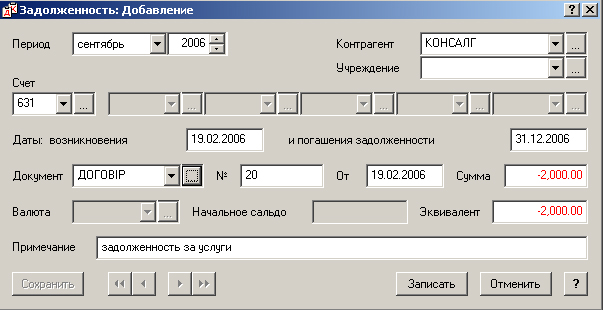 Задолженность: Добавление
Период сентябрь 2006 Контрагент КОНСАЛГ ...
Учреждение ...
Счет
631 ... ... ... ... ... ...
Даты: возникновения 19.02.2006 и погашения задолженности 31.12.2006
Документ ДОГОВІР ... № 20 От 19.02.2006 Сумма -2,000.00
Валюта ... Начальное сальдо Эквивалент -2,000.00
Примечание задолженность за услуги
Сохранить Записать Отменить ?